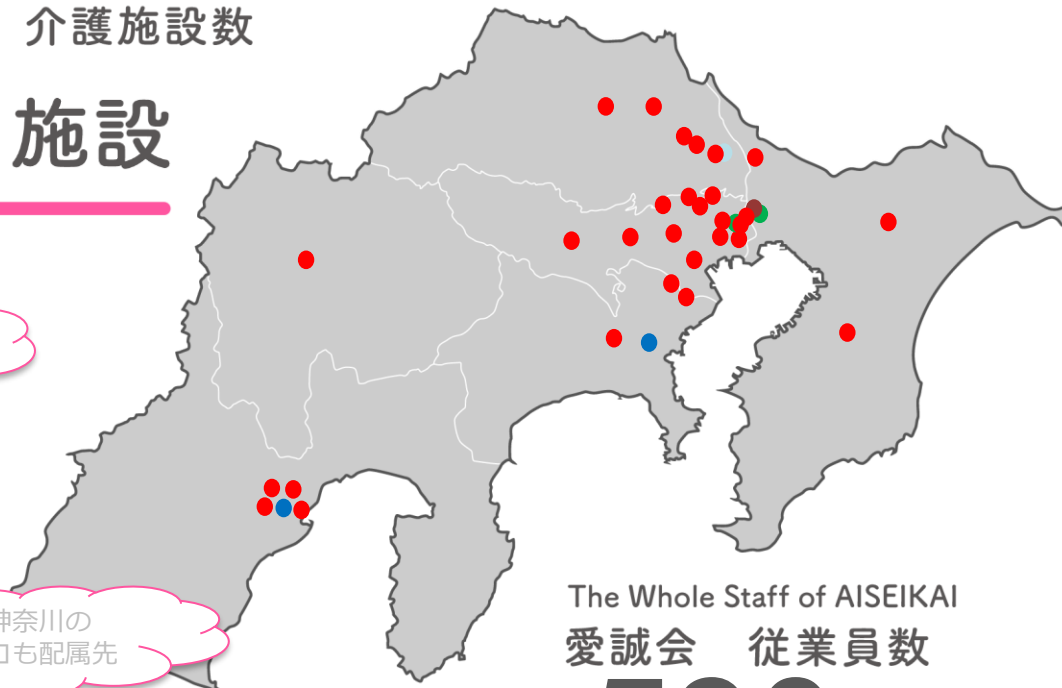 介護施設数
施設
神奈川の
も配属先
The Whole Staff of AISEIKAI
愛誠会 従業員数